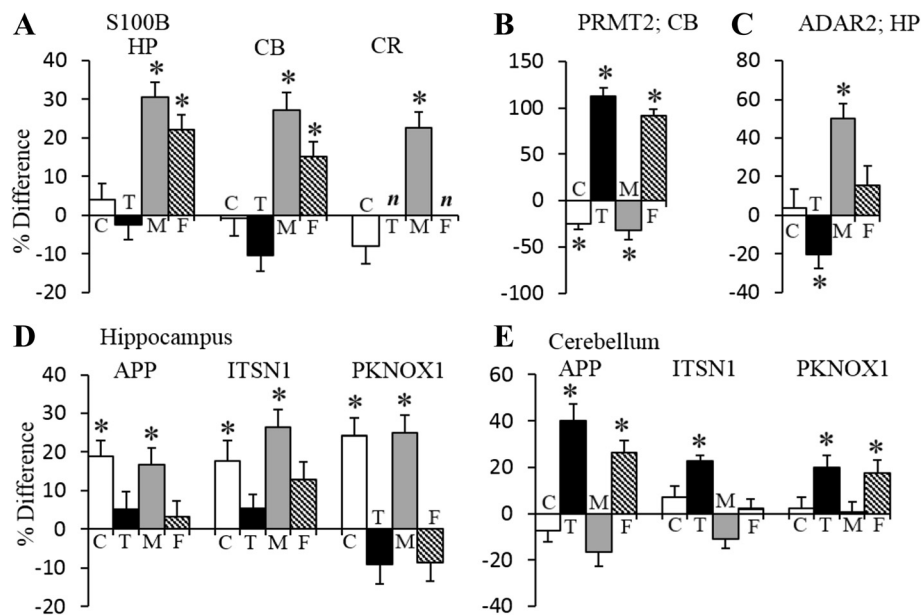 A S100B
HP CB CR
% Difference
50
40
30
20
10
0
-10
-20
* * * * *
C T M F C T M F C n T M n F
B PRMT2; CB
150
100
50
0
-50
-100
* * * *
C T M F
C ADAR2; HP
80
60
40
20
0
-20
-40
* *
C T M F
D Hippocampus
APP ITSN1 PKNOX1
% Difference
40
30
20
10
0
-10
-20
* * * * * *
C T M F C T M F C T M F
E Cerebellum
APP ITSN1 PKNOX1
60
40
20
0
-20
-40
* * * * *
C T M F C T M F C T M F